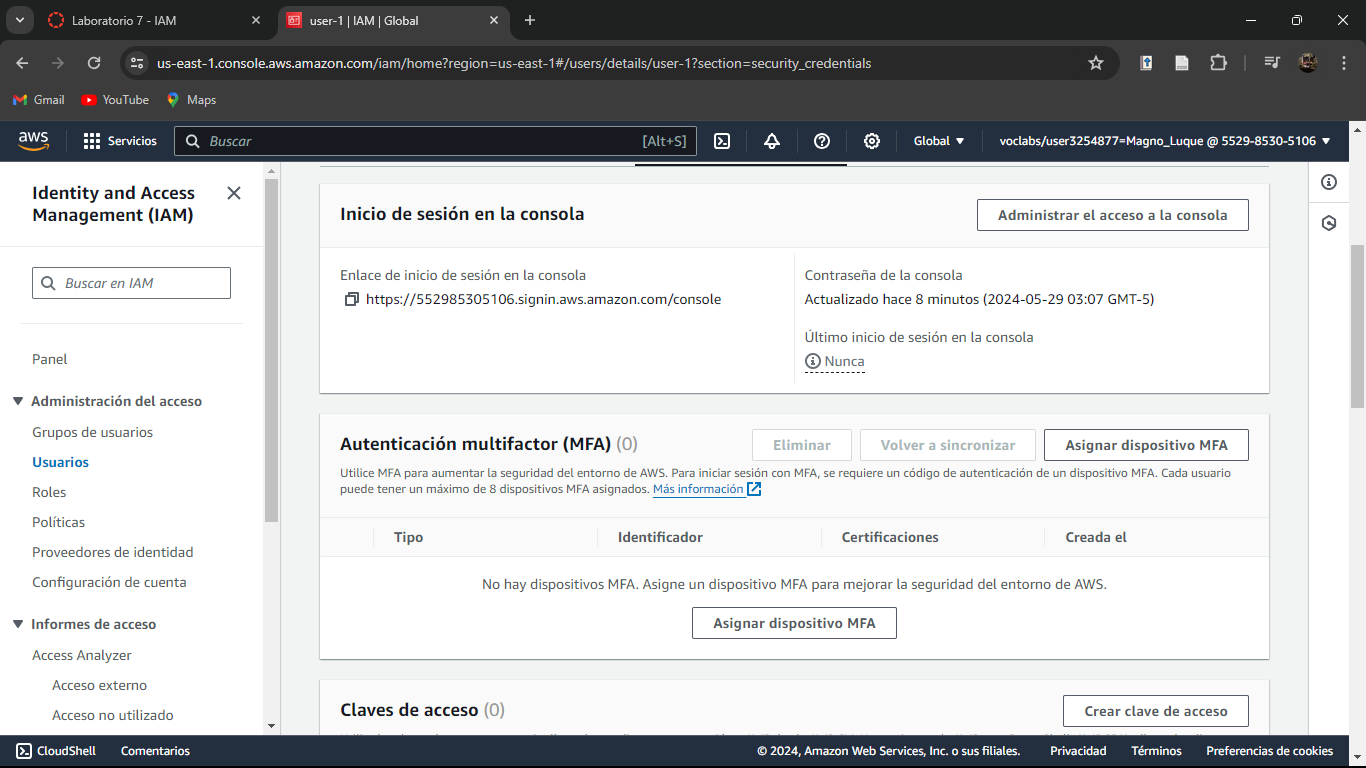 Laboratorio 7 - IAM
user-1 | IAM | Global
us-east-1.console.aws.amazon.com/iam/home?region=us-east-1#/users/details/user-1?section=security_credentials
Gmail
YouTube
Maps
aws
Servicios
Buscar
[Alt+S]
Global
voclabs/user3254877=Magno_Luque @ 5529-8530-5106
Identity and Access
Management (IAM)
Buscar en IAM
Panel
Administración del acceso
Grupos de usuarios
Usuarios
Roles
Políticas
Proveedores de identidad
Configuración de cuenta
Informes de acceso
Access Analyzer
Acceso externo
Acceso no utilizado
Inicio de sesión en la consola
Administrar el acceso a la consola
Enlace de inicio de sesión en la consola
https://552985305106.signin.aws.amazon.com/console
Contraseña de la consola
Actualizado hace 8 minutos (2024-05-29 03:07 GMT-5)
Último inicio de sesión en la consola
Nunca
Autenticación multifactor (MFA) (0)
Eliminar
Volver a sincronizar
Asignar dispositivo MFA
Utilice MFA para aumentar la seguridad del entorno de AWS. Para iniciar sesión con MFA, se requiere un código de autenticación de un dispositivo MFA. Cada usuario
puede tener un máximo de 8 dispositivos MFA asignados. Más información
Tipo
Identificador
Certificaciones
Creada el
No hay dispositivos MFA. Asigne un dispositivo MFA para mejorar la seguridad del entorno de AWS.
Asignar dispositivo MFA
Claves de acceso (0)
Crear clave de acceso
CloudShell
Comentarios
© 2024, Amazon Web Services, Inc. o sus filiales.
Privacidad
Términos
Preferencias de cookies